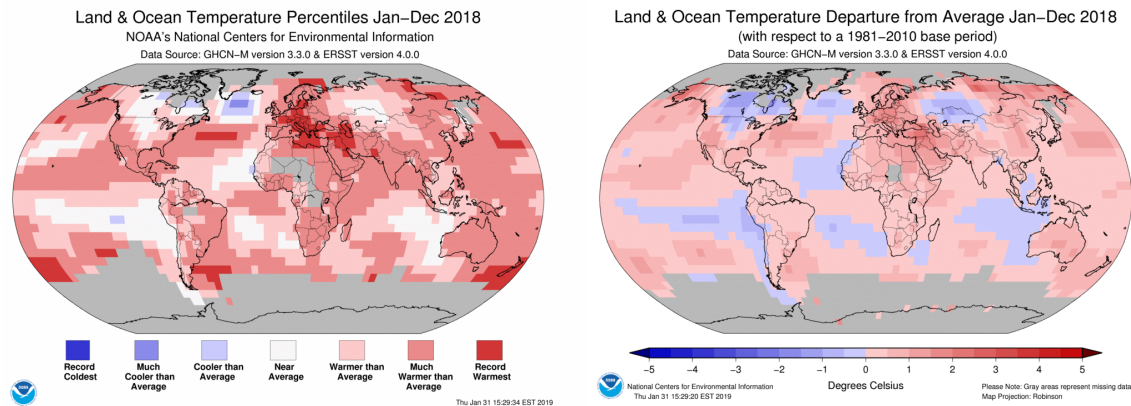 Land & Ocean Temperature Percentiles Jan–Dec 2018
NOAA's National Centers for Environmental Information
Data Source: GHCN–M version 3.3.0 & ERSST version 4.0.0
Record
Coldest
Much
Cooler than
Average
Cooler than
Average
Near
Average
Warmer than
Average
Much
Warmer than
Average
Record
Warmest
NOAA
Thu Jan 31 15:29:34 EST 2019
Land & Ocean Temperature Departure from Average Jan–Dec 2018
(with respect to a 1981–2010 base period)
Data Source: GHCN–M version 3.3.0 & ERSST version 4.0.0
−5 −4 −3 −2 −1 0 1 2 3 4 5
Degrees Celsius
NOAA
National Centers for Environmental Information
Thu Jan 31 15:29:20 EST 2019
Please Note: Gray areas represent missing data
Map Projection: Robinson